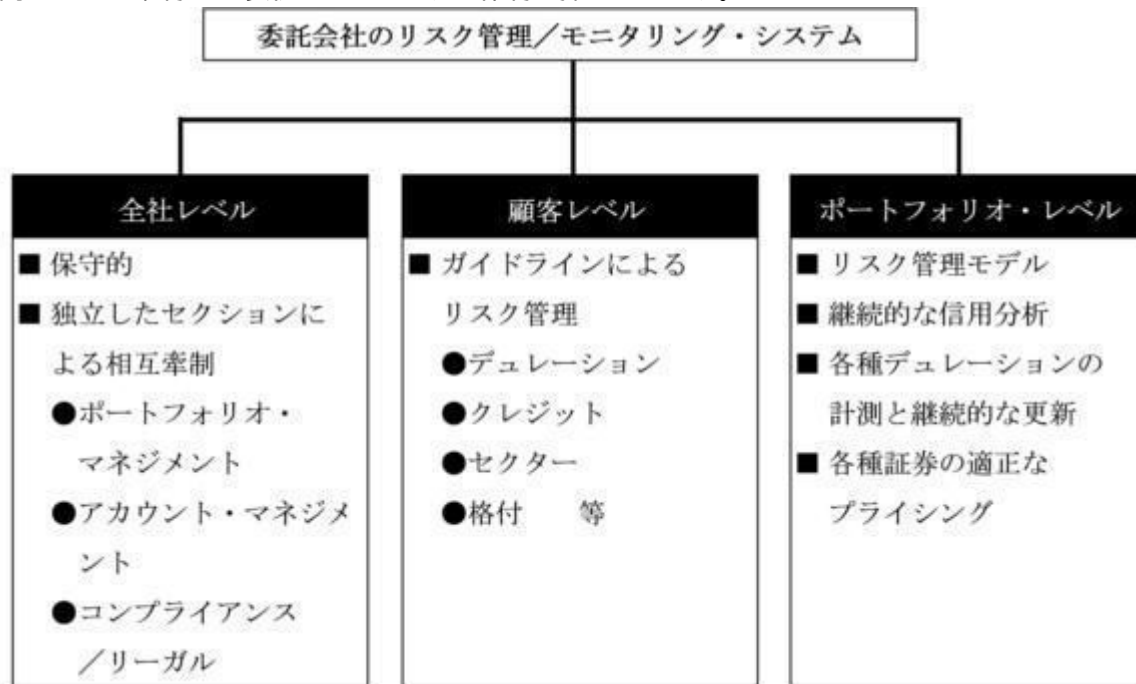 委託会社のリスク管理／モニタリング・システム
全社レベル
■ 保守的
■ 独立したセクションに
よる相互牽制
●ポートフォリオ・
マネジメント
●アカウント・マネジメ
ント
●コンプライアンス
／リーガル
顧客レベル
■ ガイドラインによる
リスク管理
●デュレーション
●クレジット
●セクター
●格付　等
ポートフォリオ・レベル
■ リスク管理モデル
■ 継続的な信用分析
■ 各種デュレーションの
計測と継続的な更新
■ 各種証券の適正な
プライシング